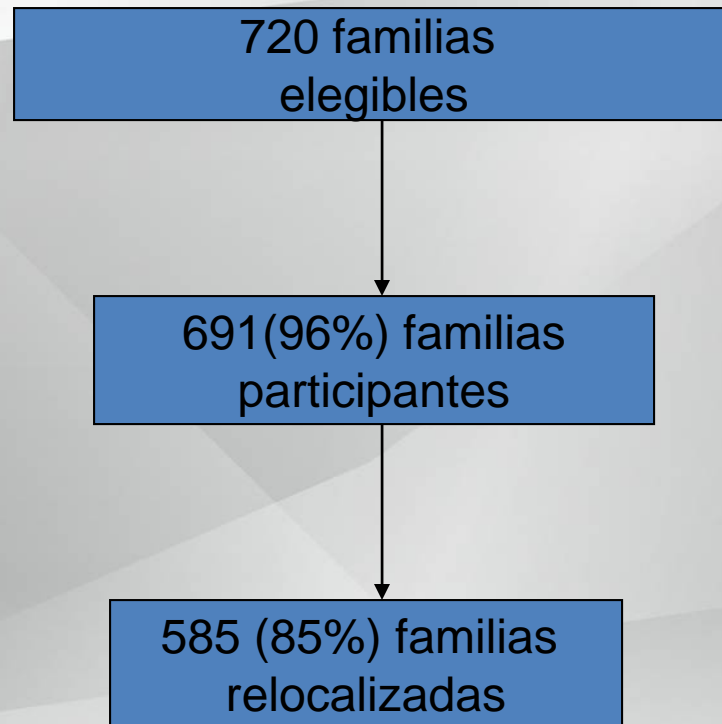 720 familias
elegibles
691(96%) familias
participantes
585 (85%) familias
relocalizadas